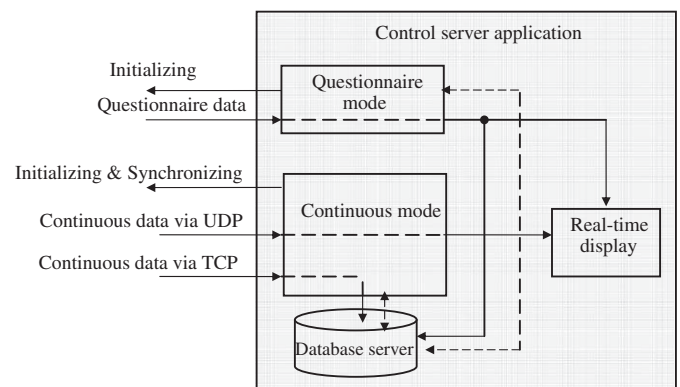 Control server application
Initializing
Questionnaire
mode
Questionnaire data
Initializing & Synchronizing
Continuous mode
Continuous data via UDP
Real-time
display
Continuous data via TCP
Database server